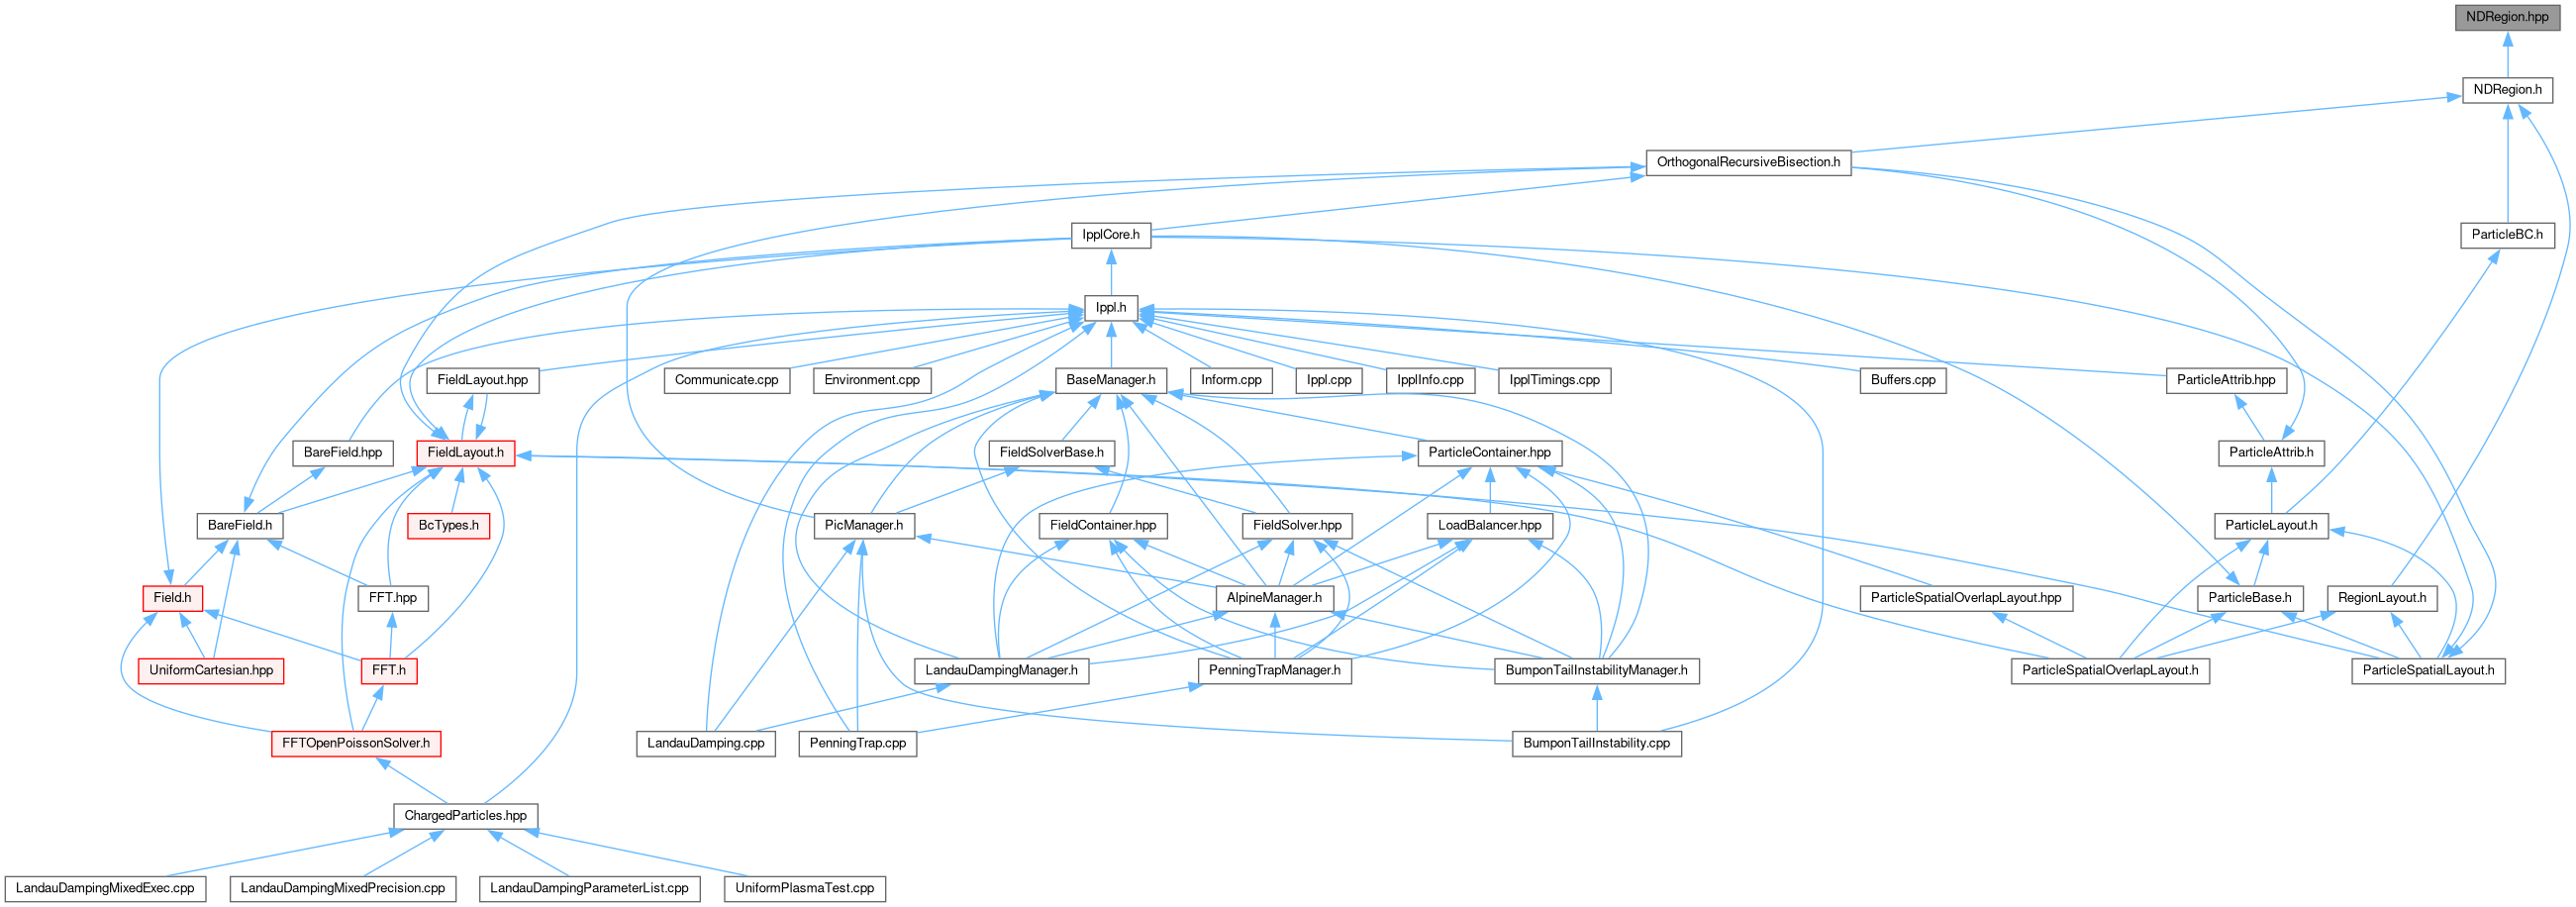 NDRegion.hpp
NDRegion.h
OrthogonalRecursiveBisection.h
IpplCore.h
ParticleBC.h
Ippl.h
FieldLayout.hpp
Communicate.cpp
Environment.cpp
BaseManager.h
Inform.cpp
Ippl.cpp
IpplInfo.cpp
IpplTimings.cpp
Buffers.cpp
ParticleAttrib.hpp
BareField.hpp
FieldLayout.h
FieldSolverBase.h
ParticleContainer.hpp
ParticleAttrib.h
BareField.h
BcTypes.h
PicManager.h
FieldContainer.hpp
FieldSolver.hpp
LoadBalancer.hpp
ParticleLayout.h
Field.h
FFT.hpp
AlpineManager.h
ParticleSpatialOverlapLayout.hpp
ParticleBase.h
RegionLayout.h
UniformCartesian.hpp
FFT.h
LandauDampingManager.h
PenningTrapManager.h
BumponTailInstabilityManager.h
ParticleSpatialOverlapLayout.h
ParticleSpatialLayout.h
FFTOpenPoissonSolver.h
LandauDamping.cpp
PenningTrap.cpp
BumponTailInstability.cpp
ChargedParticles.hpp
LandauDampingMixedExec.cpp
LandauDampingMixedPrecision.cpp
LandauDampingParameterList.cpp
UniformPlasmaTest.cpp